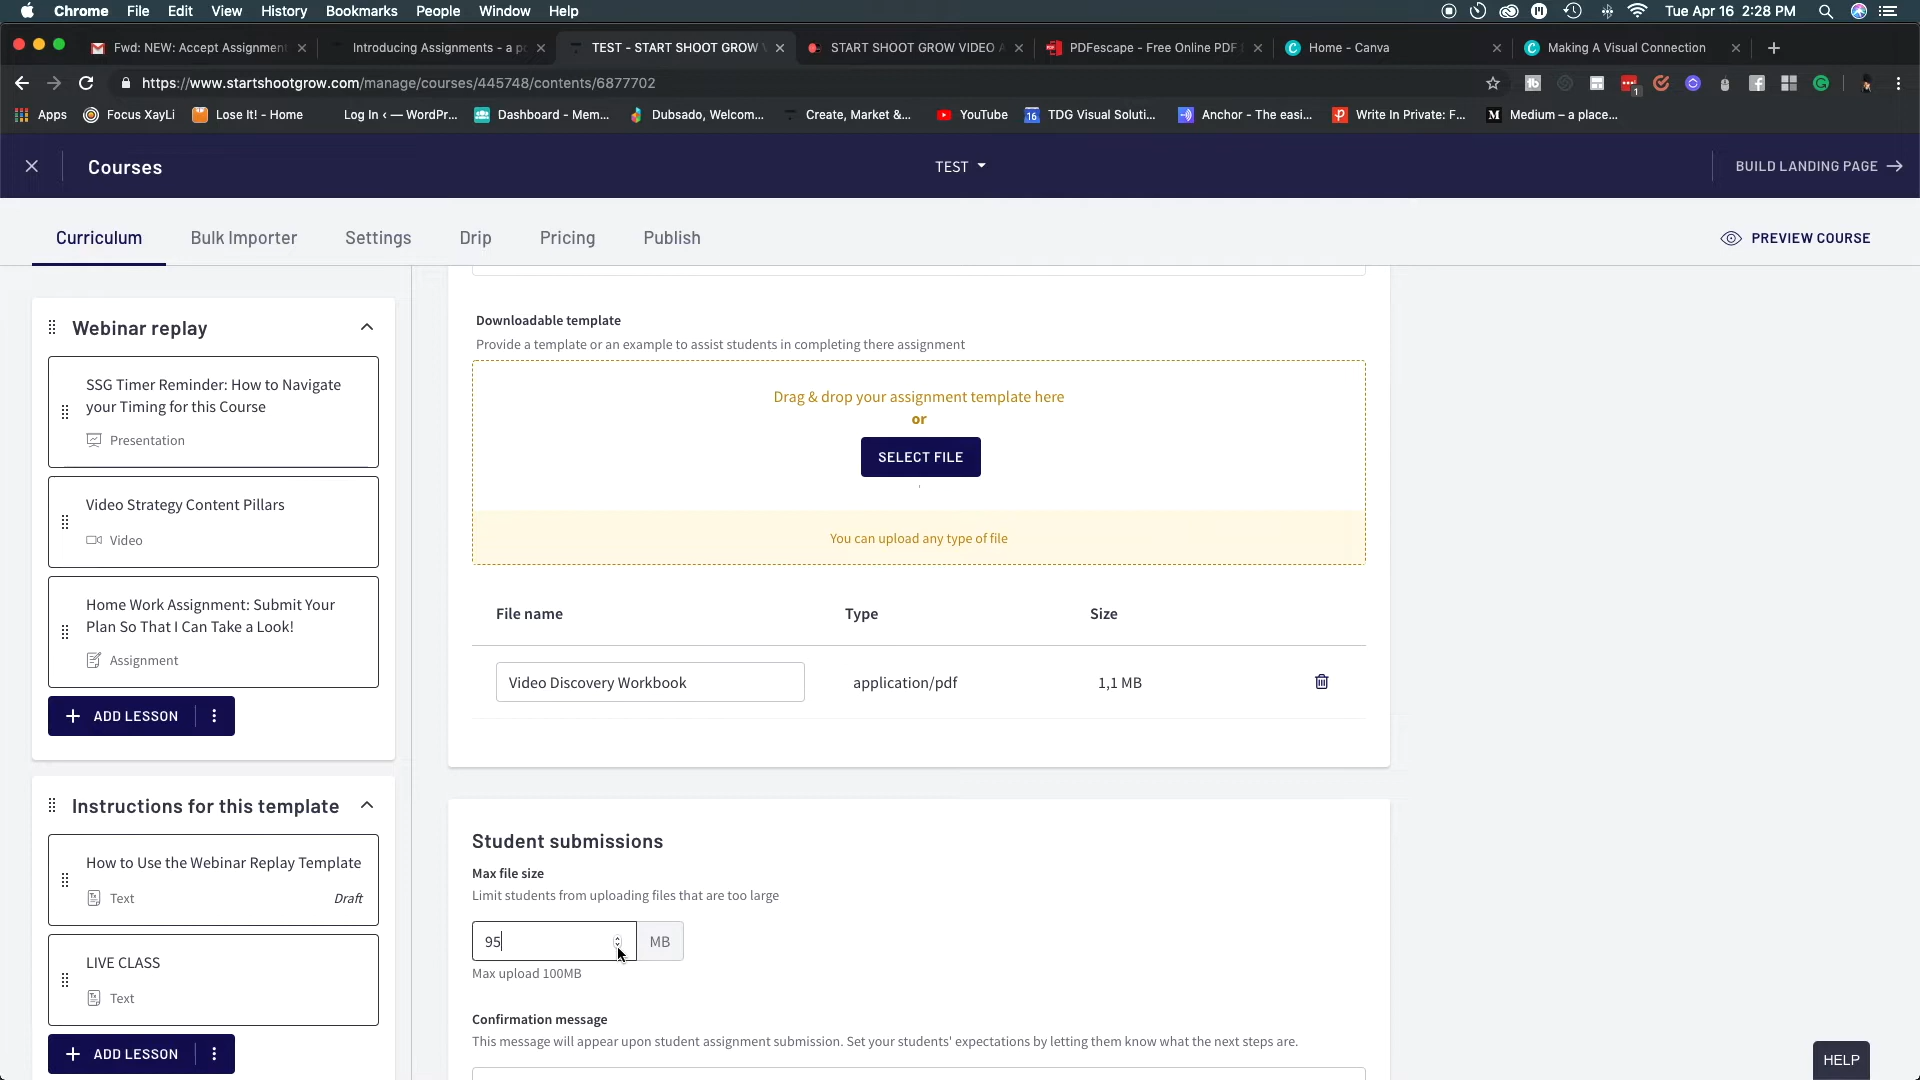 Chrome File Edit View History Bookmarks People Window Help
Tue Apr 16 2:28 PM
Fwd: NEW: Accept Assignmen
Introducing Assignments - a po
TEST - START SHOOT GROW V
START SHOOT GROW VIDEO A
PDFescape - Free Online PDF
Home - Canva
Making A Visual Connection
https://www.startshootgrow.com/manage/courses/445748/contents/6877702
1
Apps
Focus XayLi
Lose It! - Home
Log In ‹ — WordPr...
Dashboard - Mem...
Dubsado, Welcom...
Create, Market &...
YouTube
16
TDG Visual Soluti...
Anchor - The easi...
Write In Private: F...
M
Medium – a place...
Courses
TEST
BUILD LANDING PAGE
Curriculum
Bulk Importer
Settings
Drip
Pricing
Publish
PREVIEW COURSE
Webinar replay
SSG Timer Reminder: How to Navigate
your Timing for this Course
Presentation
Video Strategy Content Pillars
Video
Home Work Assignment: Submit Your
Plan So That I Can Take a Look!
Assignment
ADD LESSON
Instructions for this template
How to Use the Webinar Replay Template
Text
Draft
LIVE CLASS
Text
ADD LESSON
Downloadable template
Provide a template or an example to assist students in completing there assignment
Drag & drop your assignment template here
or
SELECT FILE
You can upload any type of file
File name Type Size
Video Discovery Workbook application/pdf 1,1 MB
Student submissions
Max file size
Limit students from uploading files that are too large
95 MB
Max upload 100MB
Confirmation message
This message will appear upon student assignment submission. Set your students' expectations by letting them know what the next steps are.
HELP